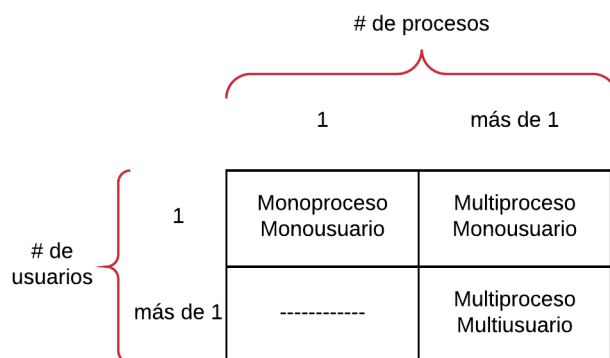 # de procesos
1
más de 1
# de
usuarios
1
Monoproceso
Monousuario
Multiproceso
Monousuario
más de 1
------------
Multiproceso
Multiusuario